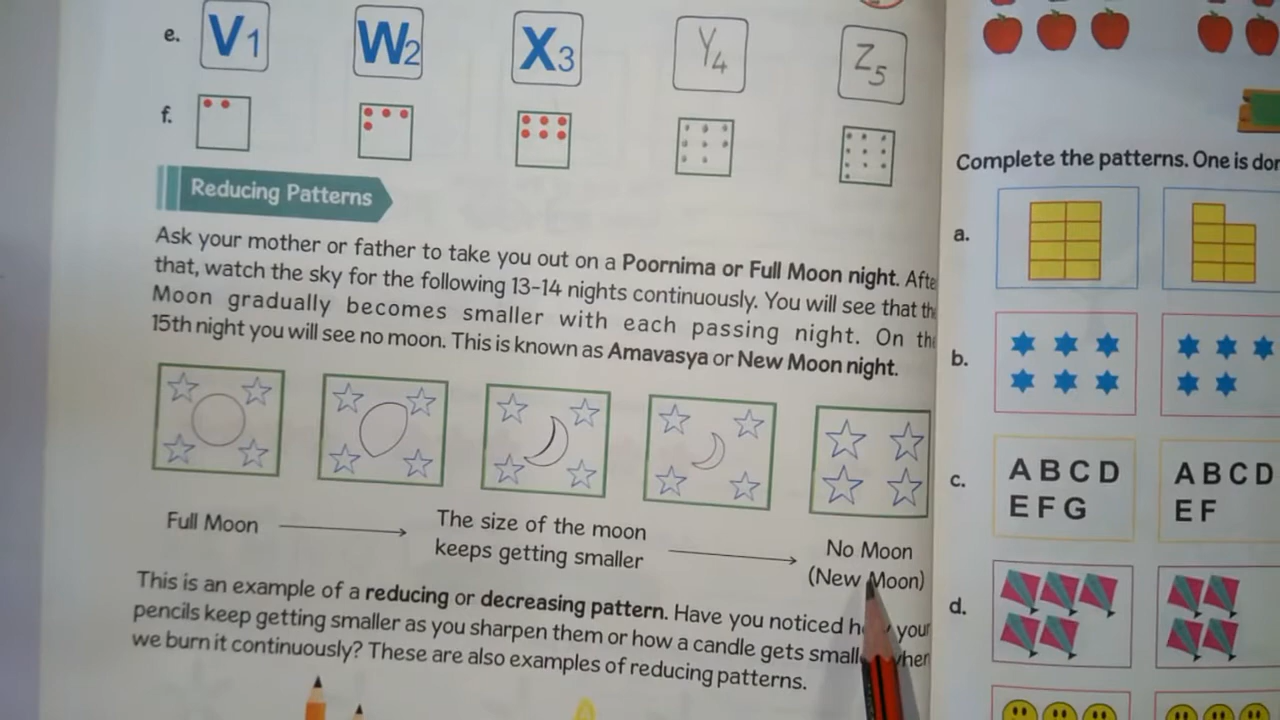 e. V1 W2 X3 Y4 Z5
f.
Reducing Patterns
Ask your mother or father to take you out on a Poornima or Full Moon night. Afte
that, watch the sky for the following 13-14 nights continuously. You will see that th
Moon gradually becomes smaller with each passing night. On th
15th night you will see no moon. This is known as Amavasya or New Moon night.
Full Moon
The size of the moon
keeps getting smaller
No Moon
(New Moon)
This is an example of a reducing or decreasing pattern. Have you noticed your
pencils keep getting smaller as you sharpen them or how a candle gets small
we burn it continuously? These are also examples of reducing patterns.
Complete the patterns. One is do
a.
b.
c. A B C D
E F G
A B C D
E F
d.